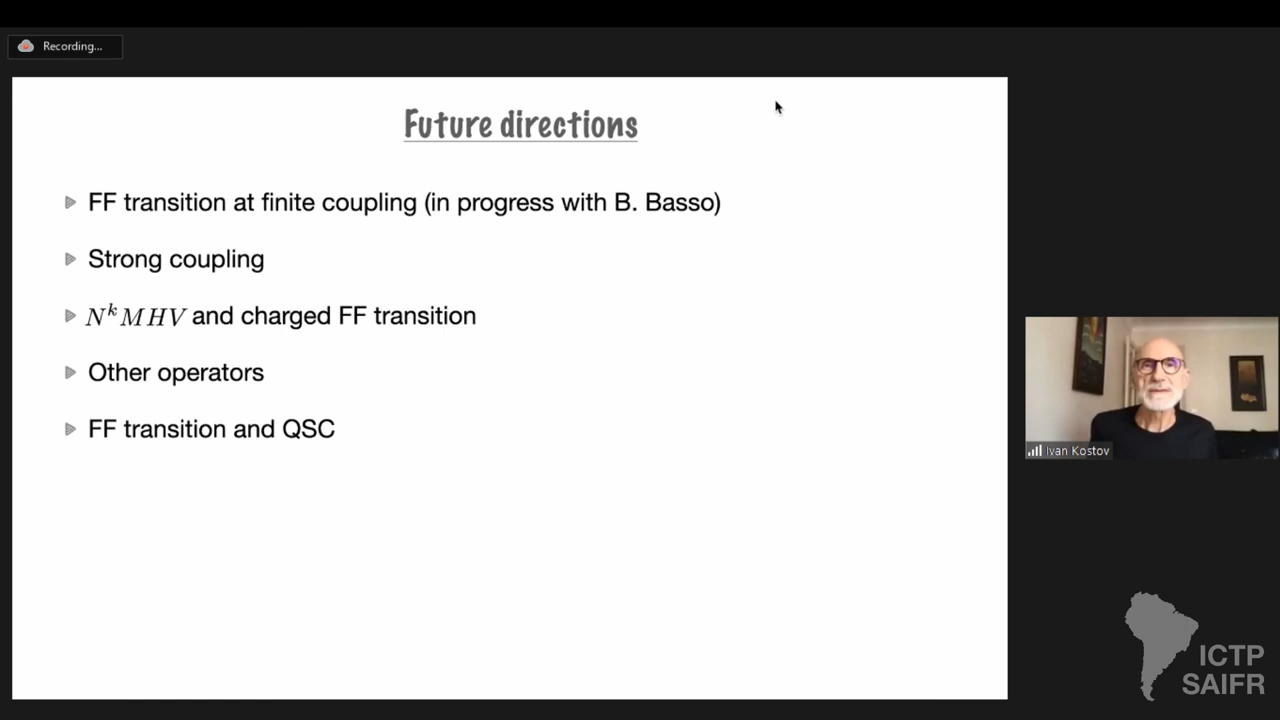 Recording...
Future directions
FF transition at finite coupling (in progress with B. Basso)
Strong coupling
N^k MHV and charged FF transition
Other operators
FF transition and QSC
Ivan Kostov
ICTP
SAIFR